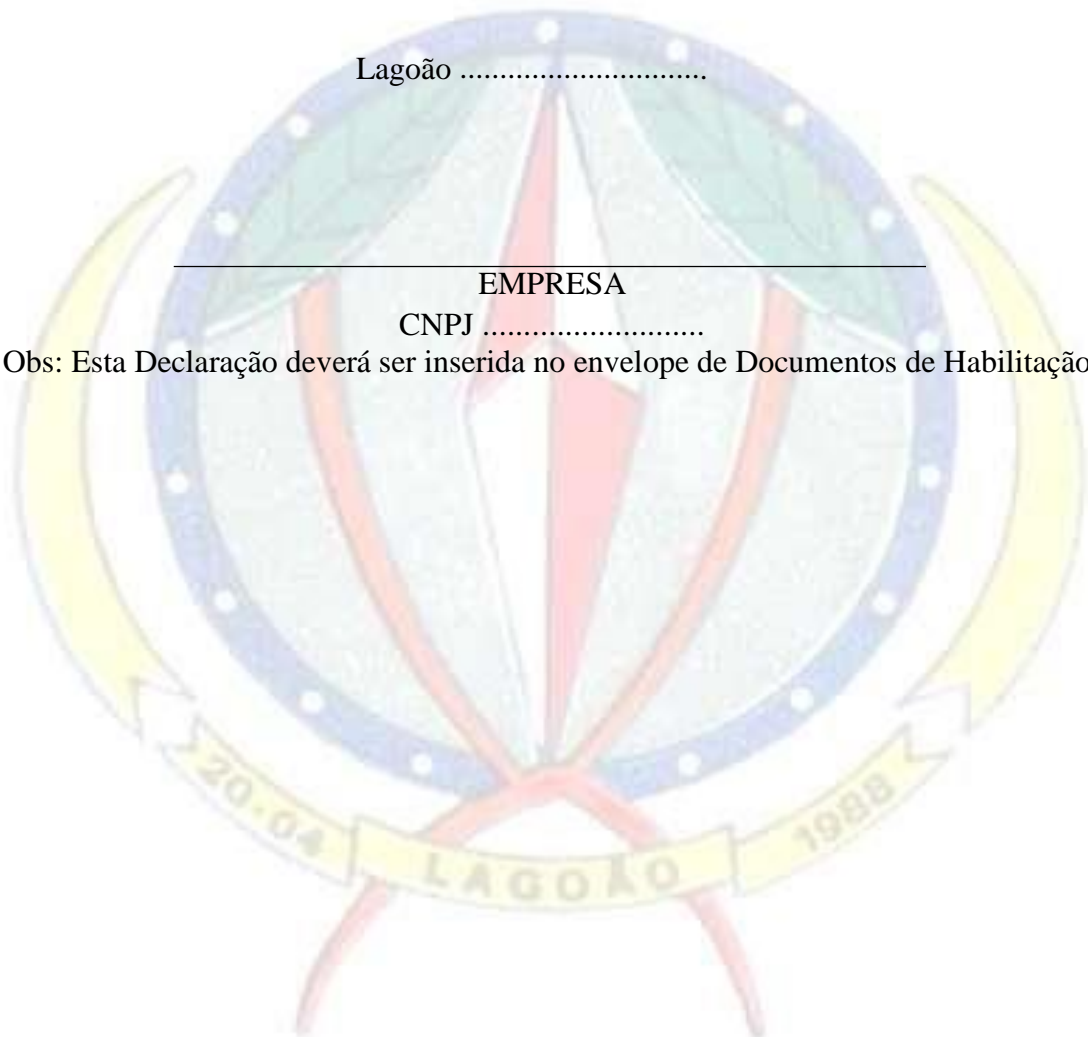 Lagoão ...............................
EMPRESA
CNPJ ...........................
Obs: Esta Declaração deverá ser inserida no envelope de Documentos de Habilitação
20.04
LAGOÃO
1988